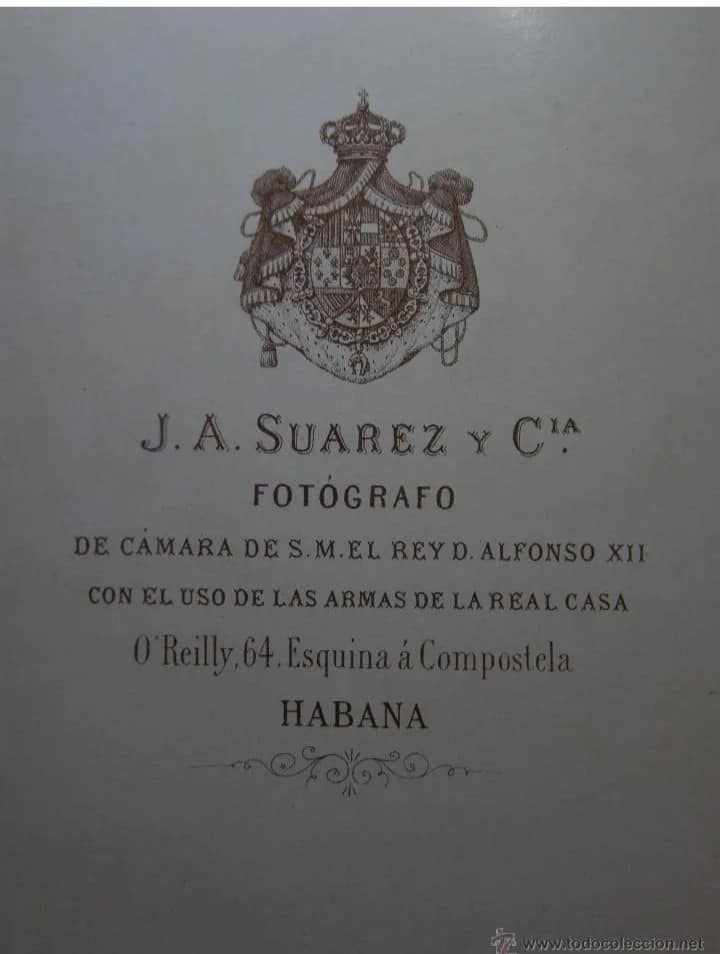 J. A. SUAREZ Y CIA.
FOTÓGRAFO
DE CÁMARA DE S.M. EL REY D. ALFONSO XII
CON EL USO DE LAS ARMAS DE LA REAL CASA
O'Reilly, 64. Esquina á Compostela
HABANA
www.todocoleccion.net